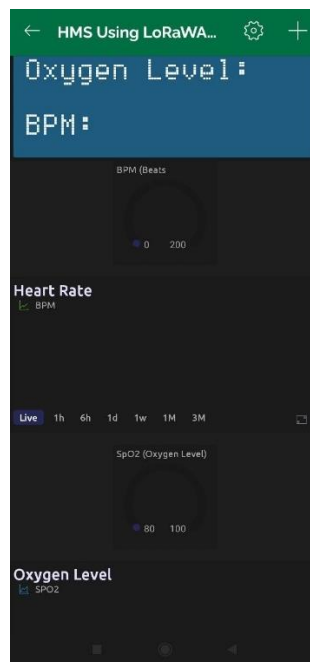 HMS Using LoRaWA...
Oxygen Level:
BPM:
BPM (Beats
0 200
Heart Rate
BPM
Live 1h 6h 1d 1w 1M 3M
SpO2 (Oxygen Level)
80 100
Oxygen Level
SPO2